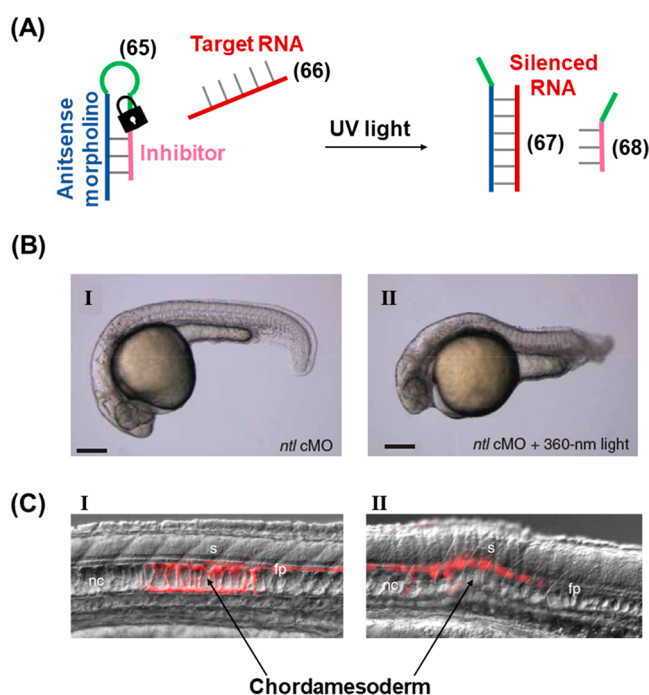 (A)
(65)
Target RNA
(66)
Anitsense
morpholino
Inhibitor
UV light
Silenced
RNA
(67)
(68)
(B)
I
ntl cMO
II
ntl cMO + 360-nm light
(C)
I
s
nc
fp
II
s
nc
fp
Chordamesoderm